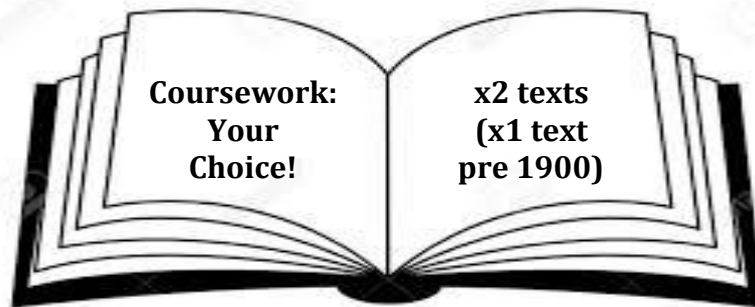 Coursework:
Your
Choice!
x2 texts
(x1 text
pre 1900)